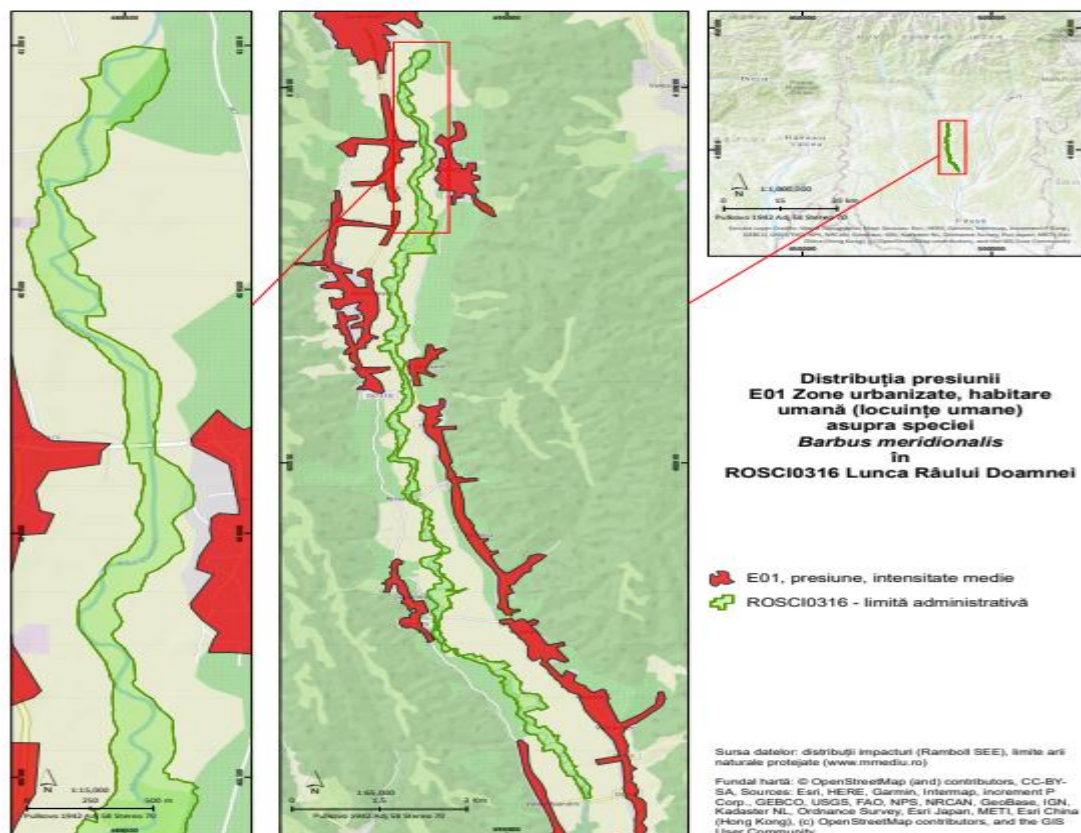 1:15,000
0 250 500 m
Pulkovo 1942 Adj 58 Stereo 70
N
1:65,000
0 1,5 3 Km
Pulkovo 1942 Adj 58 Stereo 70
N
1:1,000,000
0 15 30 km
Pulkovo 1942 Adj 58 Stereo 70
Distribuția presiunii
E01 Zone urbanizate, habitare
umană (locuințe umane)
asupra speciei
Barbus meridionalis
în
ROSCI0316 Lunca Râului Doamnei
E01, presiune, intensitate medie
ROSCI0316 - limită administrativă
Sursa datelor: distribuții impacturi (Ramboll SEE), limite arii
naturale protejate (www.mmediu.ro)
Fundal hartă: © OpenStreetMap (and) contributors, CC-BY-
SA, Sources: Esri, HERE, Garmin, Intermap, increment P
Corp., GEBCO, USGS, FAO, NPS, NRCAN, GeoBase, IGN,
Kadaster NL, Ordnance Survey, Esri Japan, METI, Esri China
(Hong Kong), (c) OpenStreetMap contributors, and the GIS
User Community